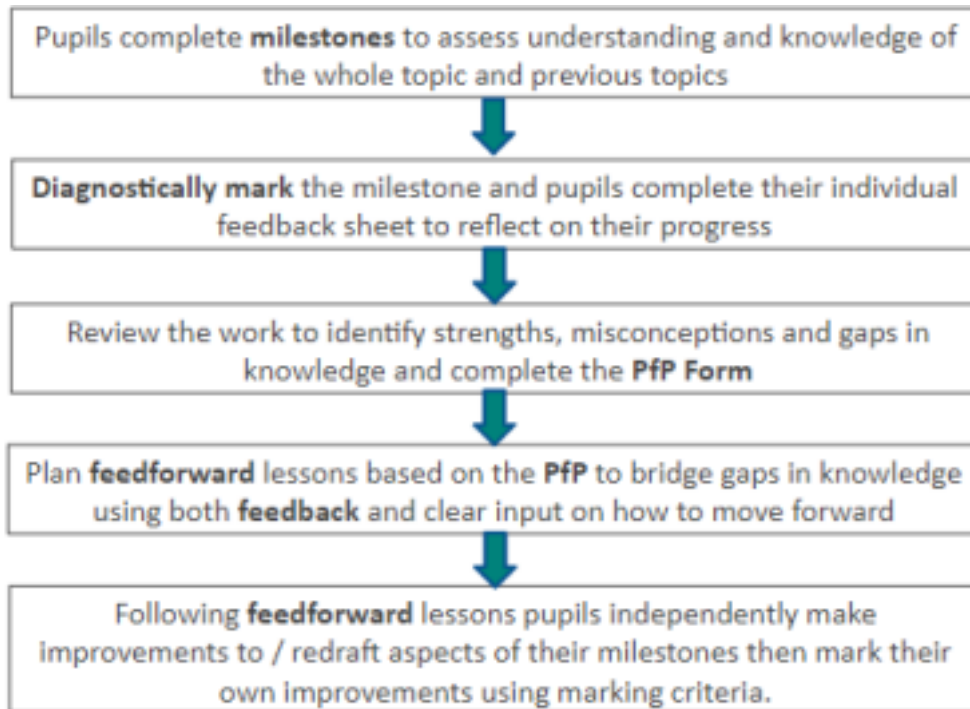 Pupils complete milestones to assess understanding and knowledge of
the whole topic and previous topics
Diagnostically mark the milestone and pupils complete their individual
feedback sheet to reflect on their progress
Review the work to identify strengths, misconceptions and gaps in
knowledge and complete the PfP Form
Plan feedforward lessons based on the PfP to bridge gaps in knowledge
using both feedback and clear input on how to move forward
Following feedforward lessons pupils independently make
improvements to / redraft aspects of their milestones then mark their
own improvements using marking criteria.